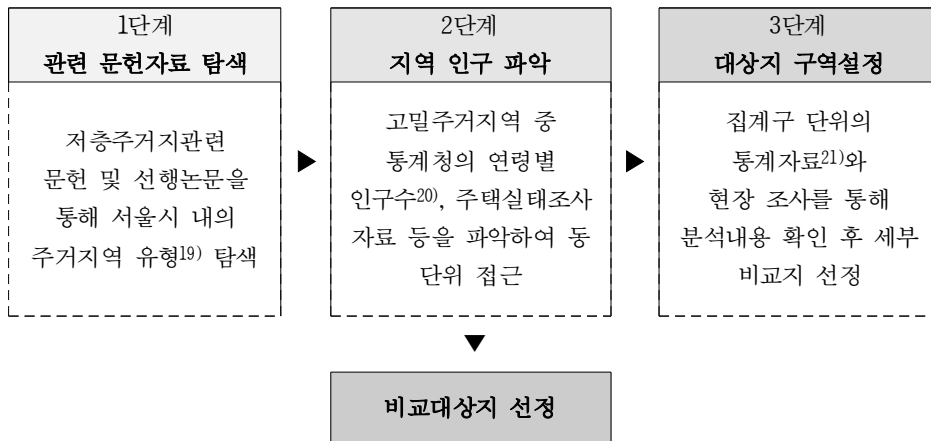 1단계
관련 문헌자료 탐색
저층주거지관련
문헌 및 선행논문을
통해 서울시 내의
주거지역 유형19) 탐색
▶
2단계
지역 인구 파악
고밀주거지역 중
통계청의 연령별
인구수20), 주택실태조사
자료 등을 파악하여 동
단위 접근
▶
3단계
대상지 구역설정
집계구 단위의
통계자료21)와
현장 조사를 통해
분석내용 확인 후 세부
비교지 선정
▼
비교대상지 선정